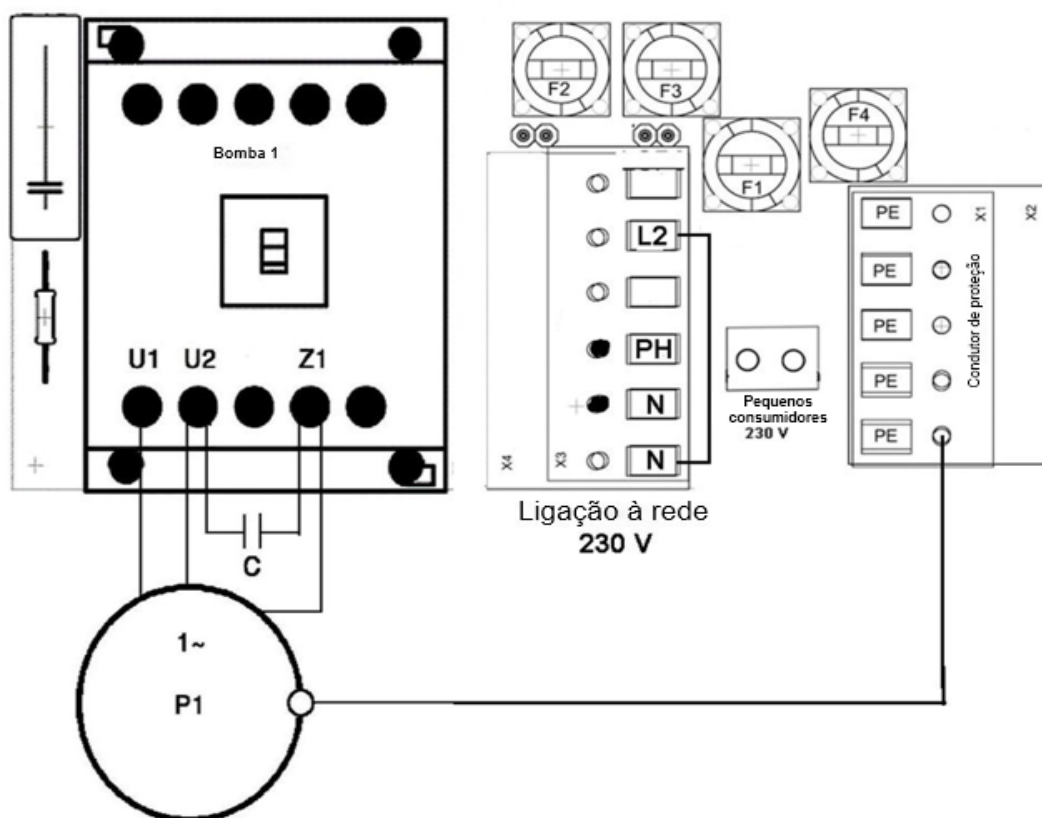 Bomba 1
U1 U2 Z1
C
1~
P1
F2
F3
F1
F4
L2
PH
N
N
X4
X3
Ligação à rede
230 V
Pequenos
consumidores
230 V
PE
PE
PE
PE
PE
X1
X2
Condutor de proteção